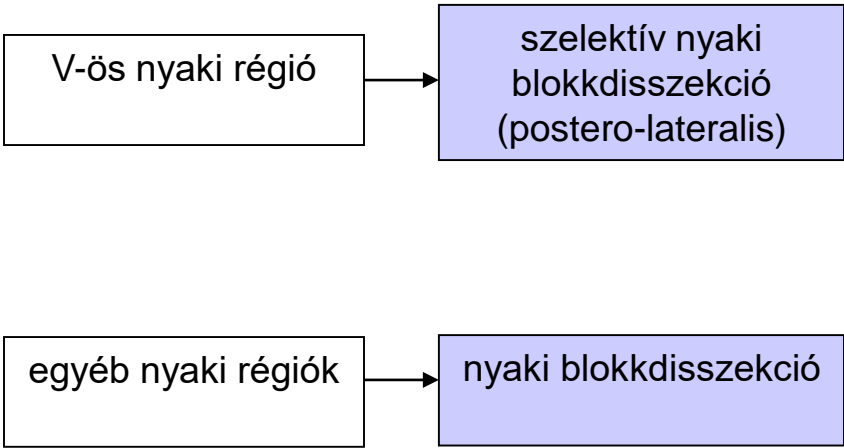 V-ös nyaki régió
szelektív nyaki
blokkdisszekció
(postero-lateralis)
egyéb nyaki régiók
nyaki blokkdisszekció